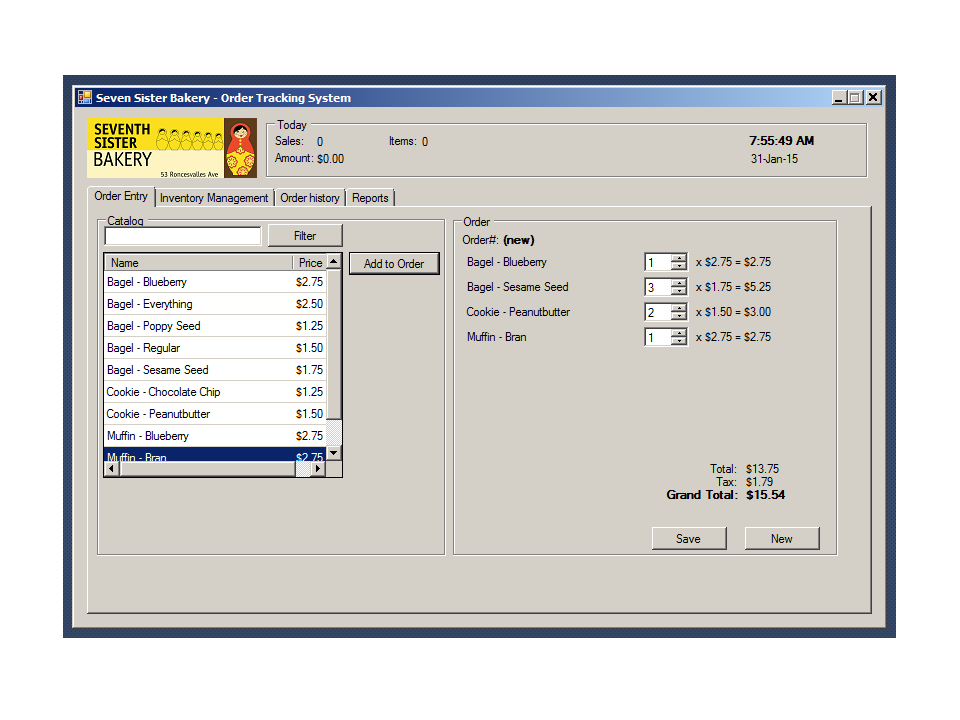 Seven Sister Bakery - Order Tracking System
SEVENTH
SISTER
BAKERY
53 Roncesvalles Ave
Today
Sales: 0 Items: 0 7:55:49 AM
Amount: $0.00 31-Jan-15
Order Entry Inventory Management Order history Reports
Catalog
Filter
Add to Order
Name Price
Bagel - Blueberry $2.75
Bagel - Everything $2.50
Bagel - Poppy Seed $1.25
Bagel - Regular $1.50
Bagel - Sesame Seed $1.75
Cookie - Chocolate Chip $1.25
Cookie - Peanutbutter $1.50
Muffin - Blueberry $2.75
Muffin - Bran $2.75
Order
Order#: (new)
Bagel - Blueberry 1 x $2.75 = $2.75
Bagel - Sesame Seed 3 x $1.75 = $5.25
Cookie - Peanutbutter 2 x $1.50 = $3.00
Muffin - Bran 1 x $2.75 = $2.75
Total: $13.75
Tax: $1.79
Grand Total: $15.54
Save New